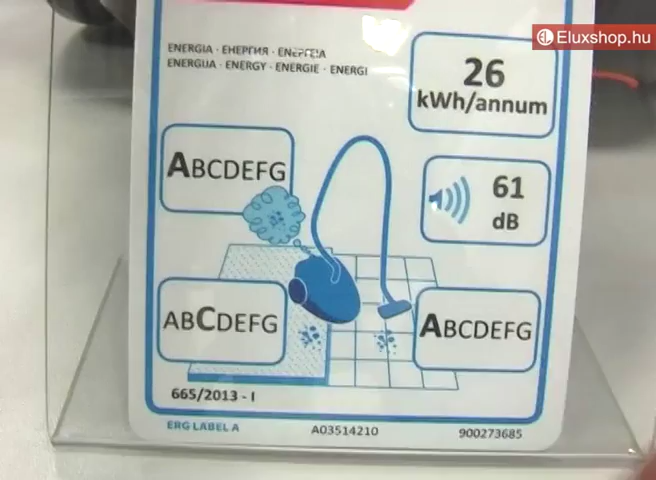 Eluxshop.hu
ENERGIA · ЕНЕРГИЯ · ΕΝΕΡΓΕΙΑ
ENERGIJA · ENERGY · ENERGIE · ENERGI
26
kWh/annum
ABCDEFG
61
dB
ABCDEFG
ABCDEFG
665/2013 - I
ERG LABEL A
A03514210
900273685